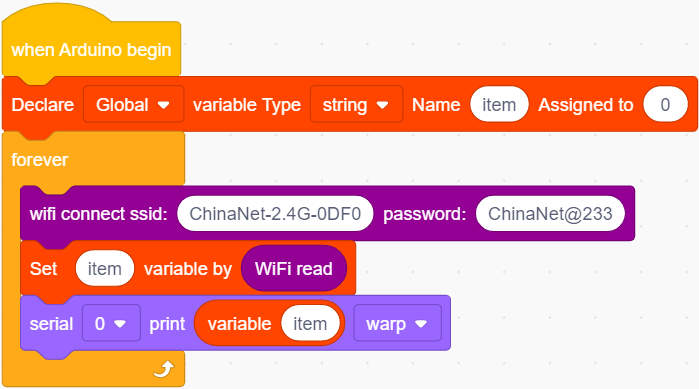 when Arduino begin
Declare Global variable Type string Name item Assigned to 0
forever
wifi connect ssid: ChinaNet-2.4G-0DF0 password: ChinaNet@233
Set item variable by WiFi read
serial 0 print variable item warp